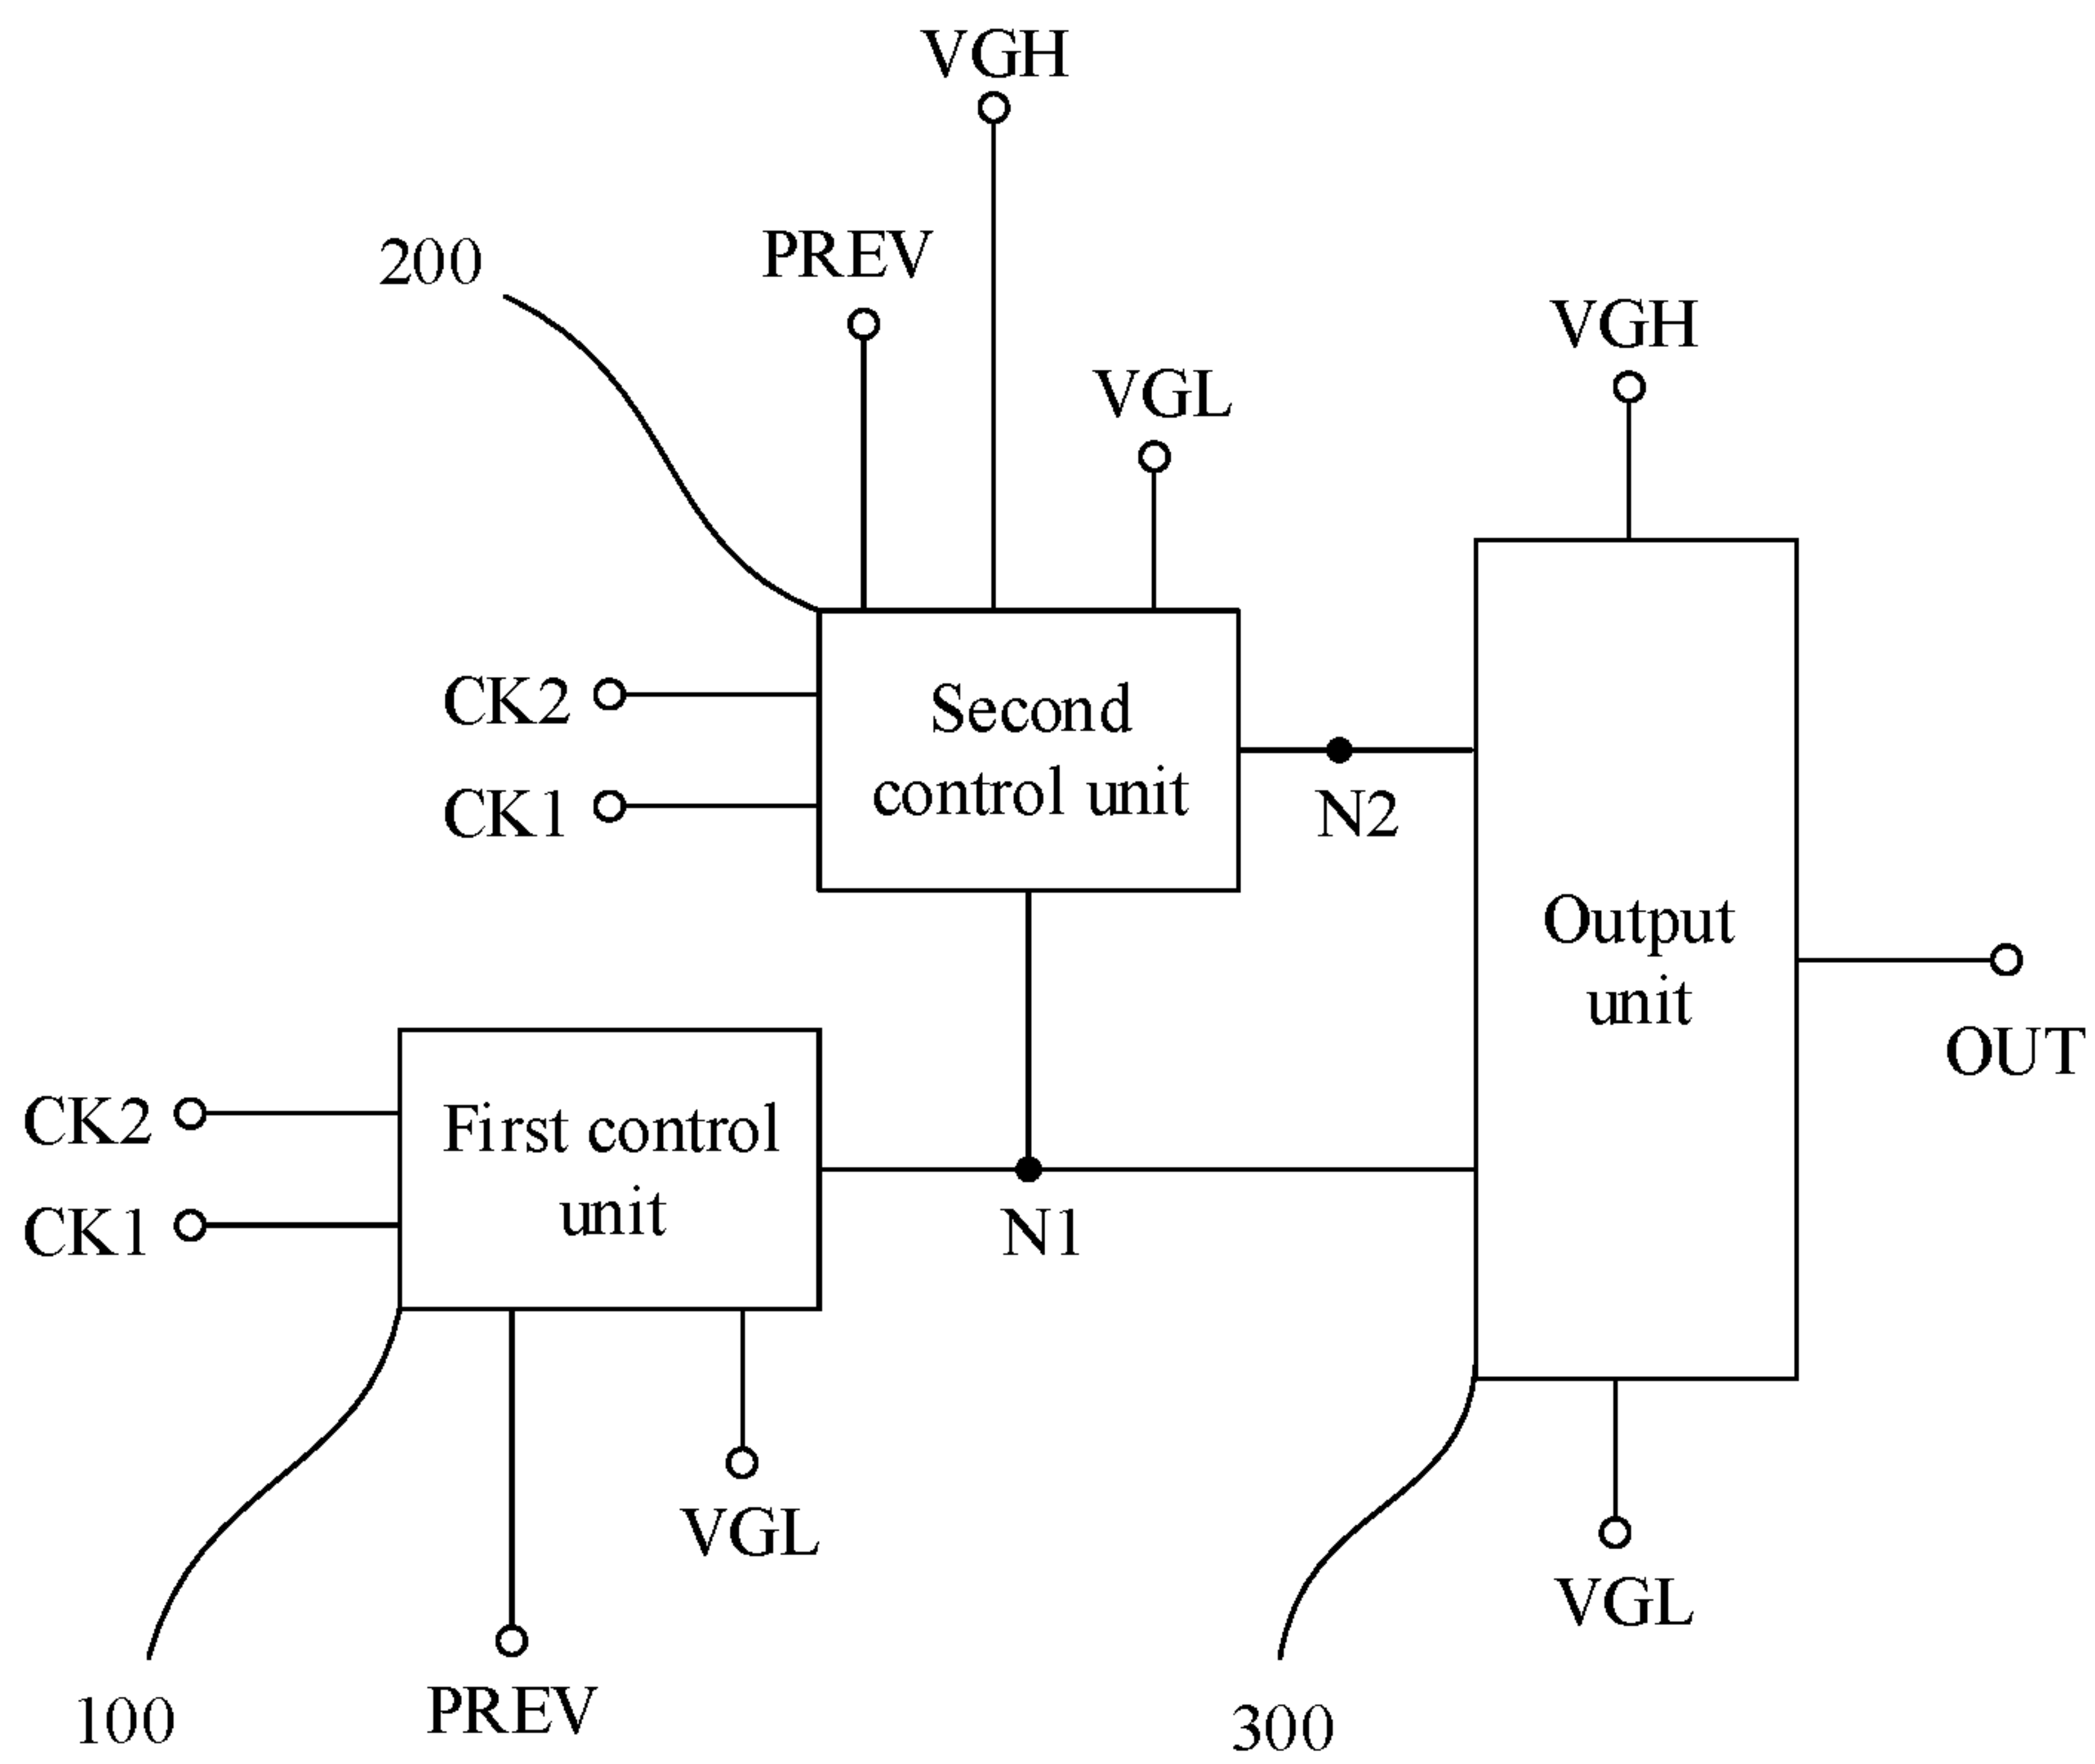 VGH
200
PREV
VGH
VGL
CK2
Second
control unit
CK1
N2
Output
unit
OUT
CK2
First control
unit
CK1
N1
VGL
VGL
PREV
100
300